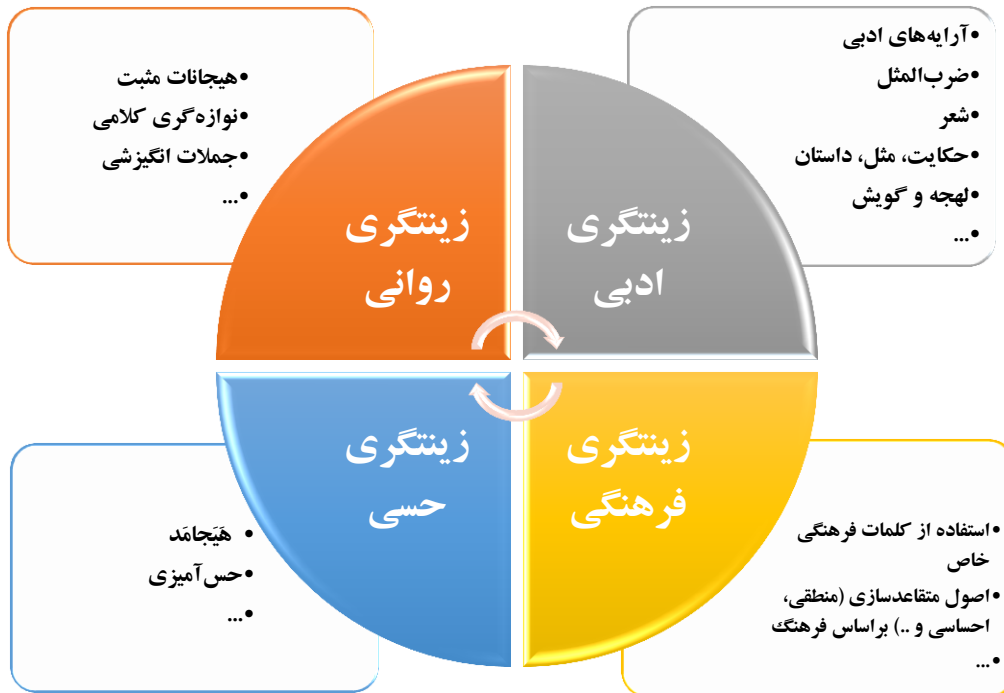 •آرایه‌های ادبی
•ضرب‌المثل
•شعر
•حکایت، مثل، داستان
•لهجه و گویش
•...
زینتگری
ادبی
•هیجانات مثبت
•نوازه‌گری کلامی
•جملات انگیزشی
•...
زینتگری
روانی
زینتگری
فرهنگی
•استفاده از کلمات فرهنگی
خاص
•اصول متقاعدسازی (منطقی،
احساسی و ..) براساس فرهنگ
•...
زینتگری
حسی
• هَیَجامَد
•حس‌آمیزی
•...